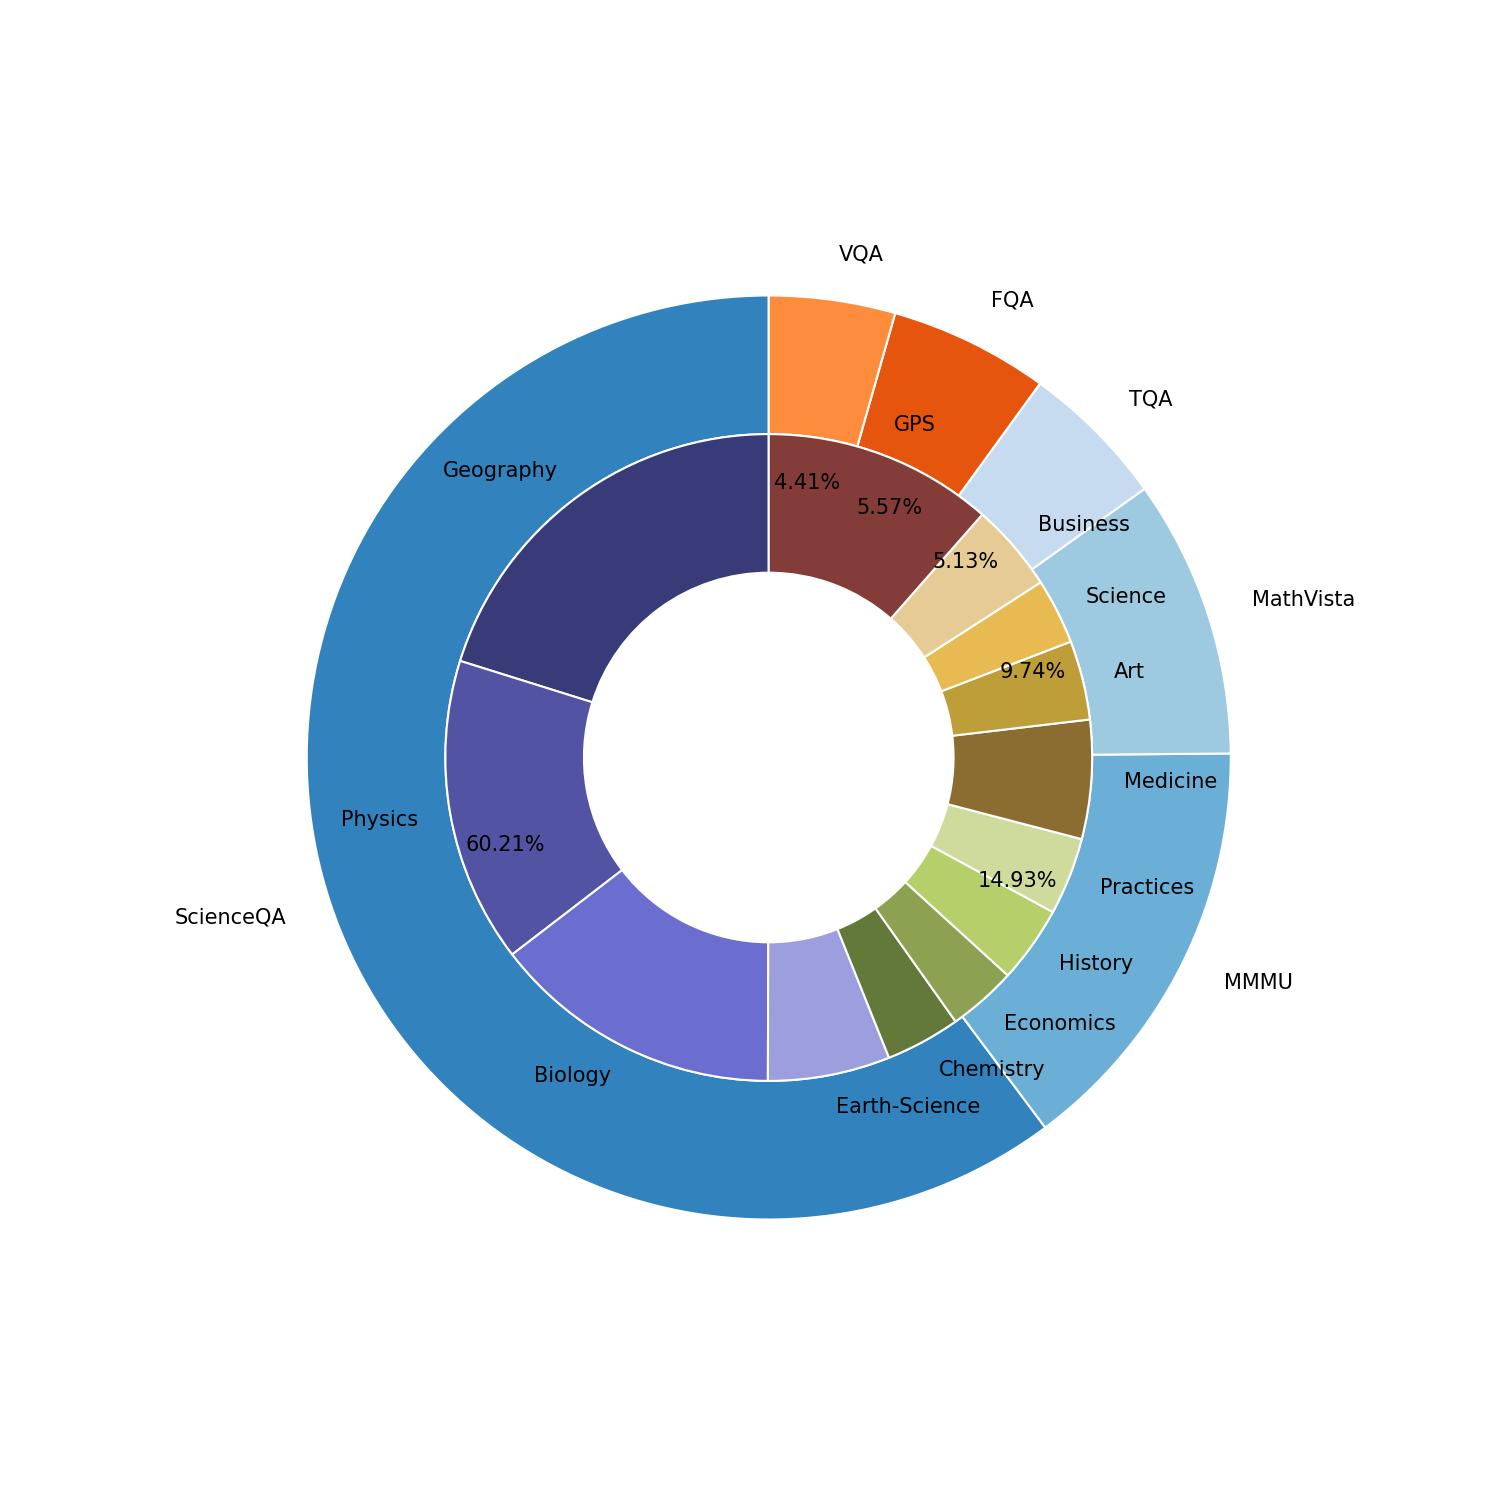 VQA
FQA
TQA
GPS
Geography
4.41%
5.57%
Business
5.13%
Science
MathVista
9.74%
Art
Medicine
Physics
60.21%
14.93%
Practices
ScienceQA
History
MMMU
Economics
Chemistry
Biology
Earth-Science